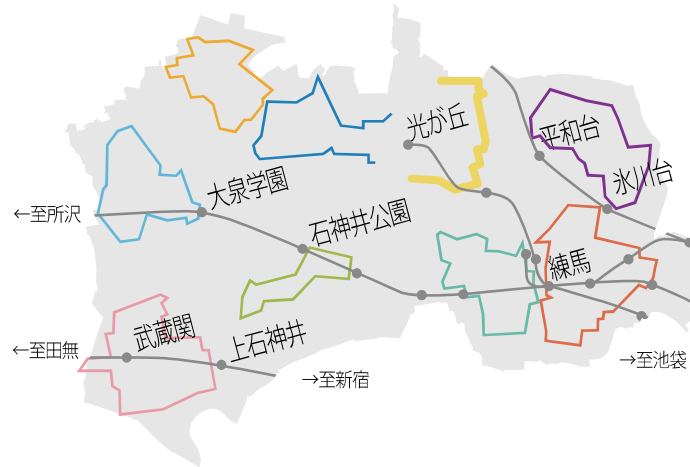 光が丘
平和台
氷川台
大泉学園
←至所沢
石神井公園
練馬
武蔵関
上石神井
←至田無
→至池袋
→至新宿